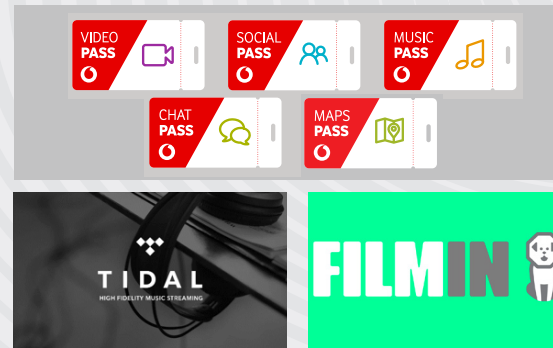 VIDEO
PASS
SOCIAL
PASS
MUSIC
PASS
CHAT
PASS
MAPS
PASS
TIDAL
HIGH FIDELITY MUSIC STREAMING
FILMIN